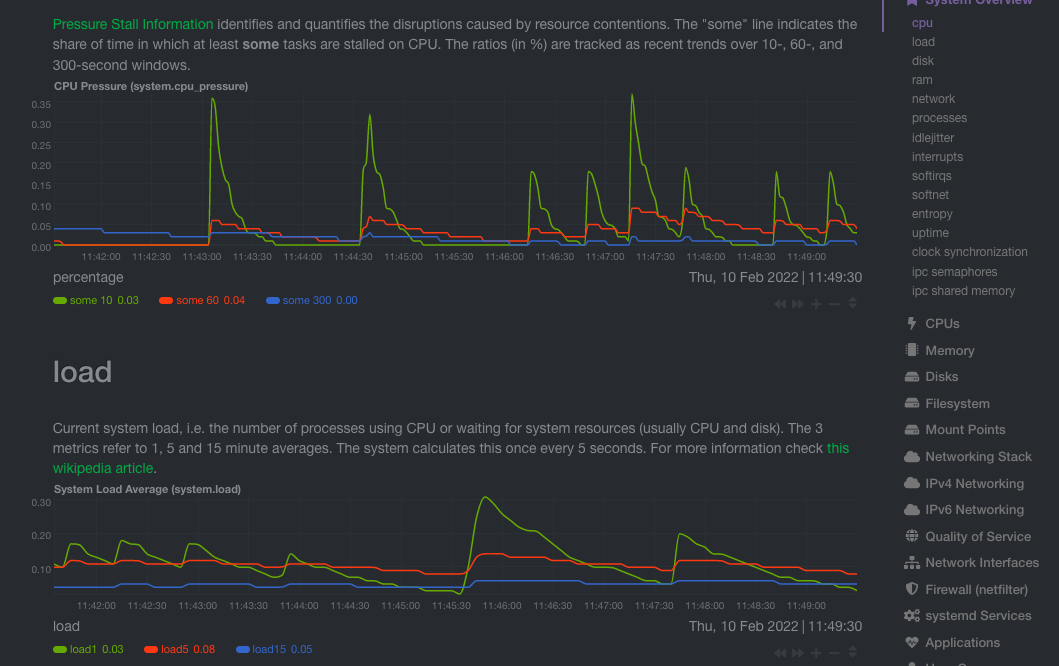 Pressure Stall Information identifies and quantifies the disruptions caused by resource contentions. The "some" line indicates the
share of time in which at least some tasks are stalled on CPU. The ratios (in %) are tracked as recent trends over 10-, 60-, and
300-second windows.
CPU Pressure (system.cpu_pressure)
0.35
0.30
0.25
0.20
0.15
0.10
0.05
0.00
11:42:00 11:42:30 11:43:00 11:43:30 11:44:00 11:44:30 11:45:00 11:45:30 11:46:00 11:46:30 11:47:00 11:47:30 11:48:00 11:48:30 11:49:00
percentage
Thu, 10 Feb 2022 | 11:49:30
some 10 0.03 some 60 0.04 some 300 0.00
load
Current system load, i.e. the number of processes using CPU or waiting for system resources (usually CPU and disk). The 3
metrics refer to 1, 5 and 15 minute averages. The system calculates this once every 5 seconds. For more information check this
wikipedia article.
System Load Average (system.load)
0.30
0.20
0.10
11:42:00 11:42:30 11:43:00 11:43:30 11:44:00 11:44:30 11:45:00 11:45:30 11:46:00 11:46:30 11:47:00 11:47:30 11:48:00 11:48:30 11:49:00
load
Thu, 10 Feb 2022 | 11:49:30
load1 0.03 load5 0.08 load15 0.05
System Overview
cpu
load
disk
ram
network
processes
idlejitter
interrupts
softirqs
softnet
entropy
uptime
clock synchronization
ipc semaphores
ipc shared memory
CPUs
Memory
Disks
Filesystem
Mount Points
Networking Stack
IPv4 Networking
IPv6 Networking
Quality of Service
Network Interfaces
Firewall (netfilter)
systemd Services
Applications